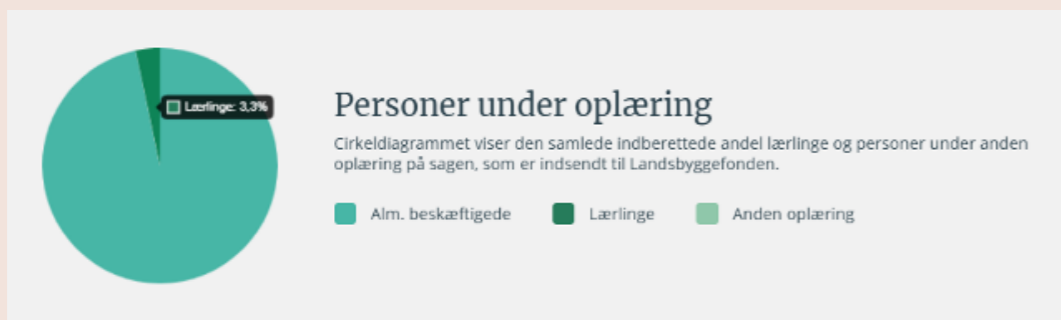 Lærlinge: 3,3%
Personer under oplæring
Cirkeldiagrammet viser den samlede indberettede andel lærlinge og personer under anden
oplæring på sagen, som er indsendt til Landsbyggefonden.
Alm. beskæftigede
Lærlinge
Anden oplæring